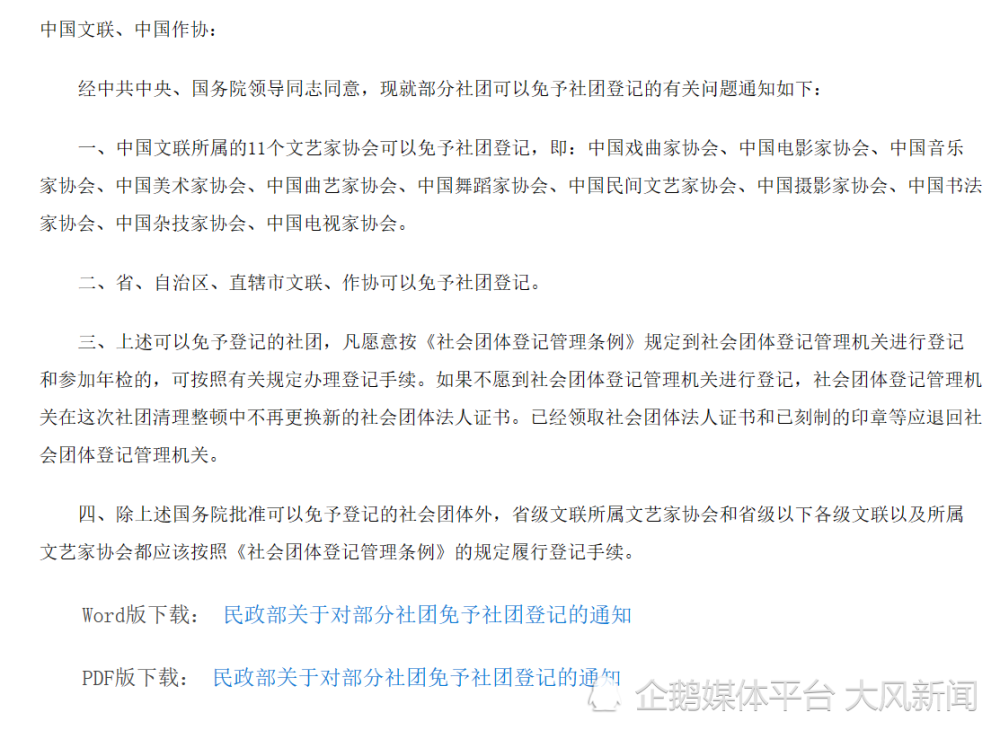 中国文联、中国作协：
经中共中央、国务院领导同志同意，现就部分社团可以免予社团登记的有关问题通知如下：
一、中国文联所属的11个文艺家协会可以免予社团登记，即：中国戏曲家协会、中国电影家协会、中国音乐
家协会、中国美术家协会、中国曲艺家协会、中国舞蹈家协会、中国民间文艺家协会、中国摄影家协会、中国书法
家协会、中国杂技家协会、中国电视家协会。
二、省、自治区、直辖市文联、作协可以免予社团登记。
三、上述可以免予登记的社团，凡愿意按《社会团体登记管理条例》规定到社会团体登记管理机关进行登记
和参加年检的，可按照有关规定办理登记手续。如果不愿到社会团体登记管理机关进行登记，社会团体登记管理机
关在这次社团清理整顿中不再更换新的社会团体法人证书。已经领取社会团体法人证书和已刻制的印章等应退回社
会团体登记管理机关。
四、除上述国务院批准可以免予登记的社会团体外，省级文联所属文艺家协会和省级以下各级文联以及所属
文艺家协会都应该按照《社会团体登记管理条例》的规定履行登记手续。
Word版下载： 民政部关于对部分社团免予社团登记的通知
PDF版下载： 民政部关于对部分社团免予社团登记的通知
企鹅媒体平台 大风新闻